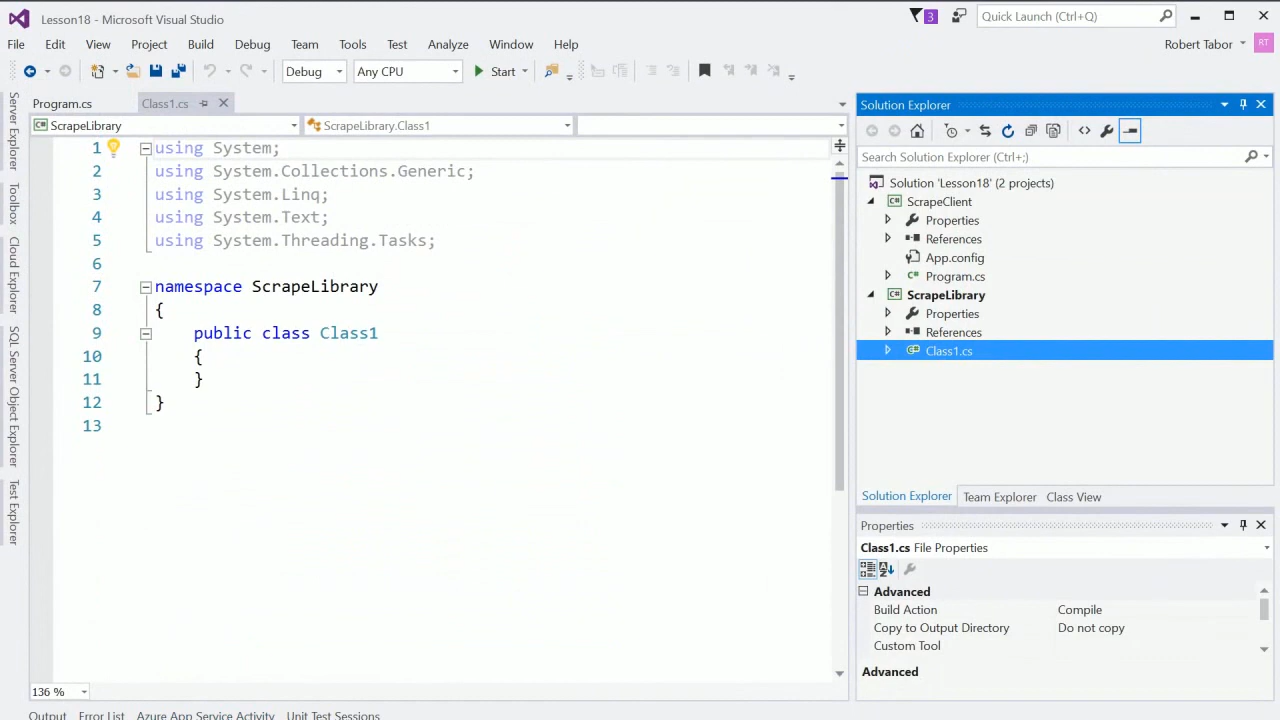 Lesson18 - Microsoft Visual Studio
3
Quick Launch (Ctrl+Q)
File Edit View Project Build Debug Team Tools Test Analyze Window Help
Robert Tabor
RT
Debug
Any CPU
Start
Server Explorer
Toolbox
Cloud Explorer
SQL Server Object Explorer
Test Explorer
Program.cs
Class1.cs
ScrapeLibrary
ScrapeLibrary.Class1
1 using System;
2 using System.Collections.Generic;
3 using System.Linq;
4 using System.Text;
5 using System.Threading.Tasks;
6
7 namespace ScrapeLibrary
8 {
9 public class Class1
10 {
11 }
12 }
13
136 %
Solution Explorer
Search Solution Explorer (Ctrl+;)
Solution 'Lesson18' (2 projects)
C# ScrapeClient
Properties
References
App.config
C# Program.cs
C# ScrapeLibrary
Properties
References
C# Class1.cs
Solution Explorer Team Explorer Class View
Properties
Class1.cs File Properties
Advanced
Build Action Compile
Copy to Output Directory Do not copy
Custom Tool
Advanced
Output Error List Azure App Service Activity Unit Test Sessions